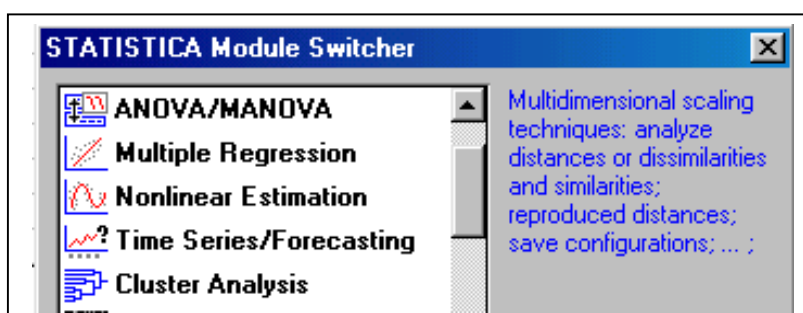 STATISTICA Module Switcher
ANOVA/MANOVA
Multiple Regression
Nonlinear Estimation
Time Series/Forecasting
Cluster Analysis
Multidimensional scaling
techniques: analyze
distances or dissimilarities
and similarities;
reproduced distances;
save configurations; ... ;